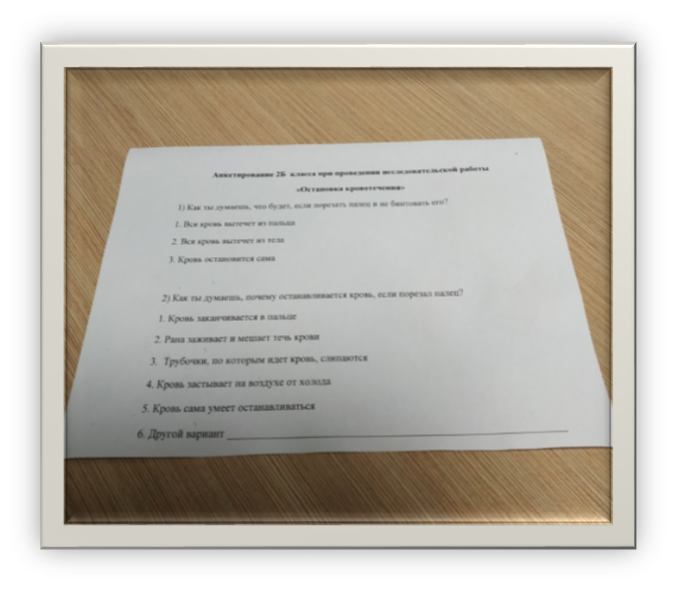 Анкетирование 2Б класса при проведении исследовательской работы
«Остановка кровотечения»
1) Как ты думаешь, что будет, если порезать палец и не бинтовать его?
1. Вся кровь вытечет из пальца
2. Вся кровь вытечет из тела
3. Кровь остановится сама
2) Как ты думаешь, почему останавливается кровь, если порезал палец?
1. Кровь заканчивается в пальце
2. Рана заживает и мешает течь крови
3. Трубочки, по которым идет кровь, слипаются
4. Кровь застывает на воздухе от холода
5. Кровь сама умеет останавливаться
6. Другой вариант